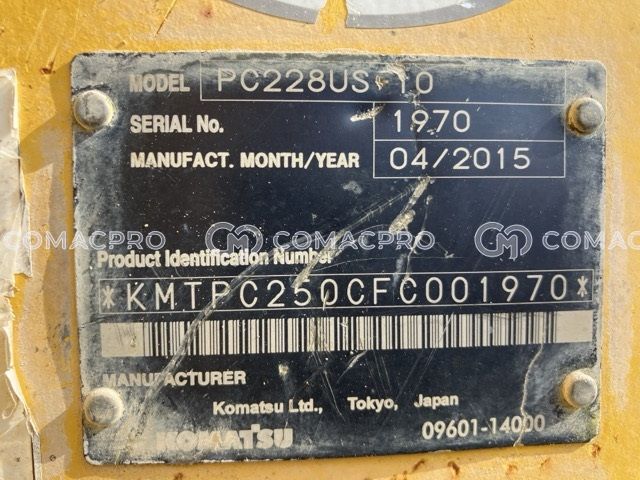 MODEL PC228US-10
SERIAL No. 1970
MANUFACT. MONTH/YEAR 04/2015
COMACPRO COMACPRO COMACPRO
Product Identification Number
*KMTPC250CFC001970*
MANUFACTURER
Komatsu Ltd., Tokyo, Japan
KOMATSU 09601-14000